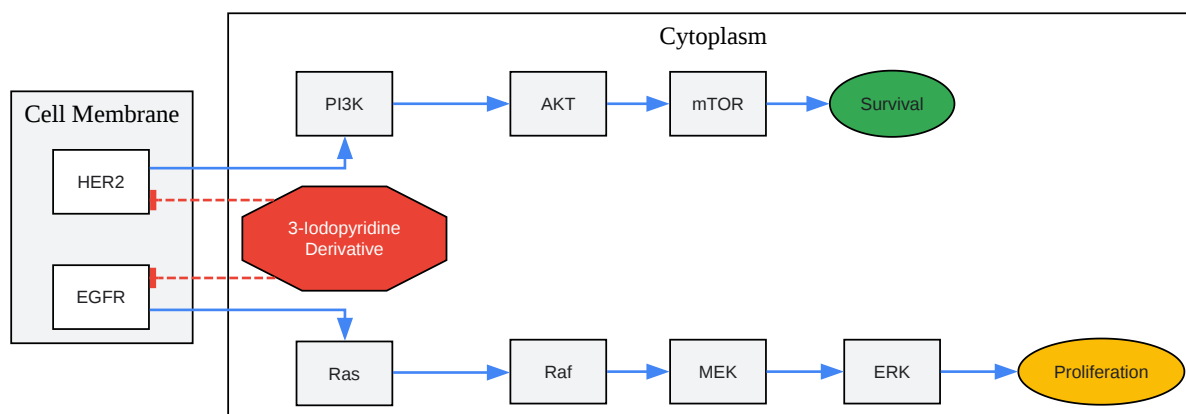 Cytoplasm
Cell Membrane
PI3K
AKT
mTOR
Survival
HER2
3-Iodopyridine
Derivative
EGFR
Ras
Raf
MEK
ERK
Proliferation